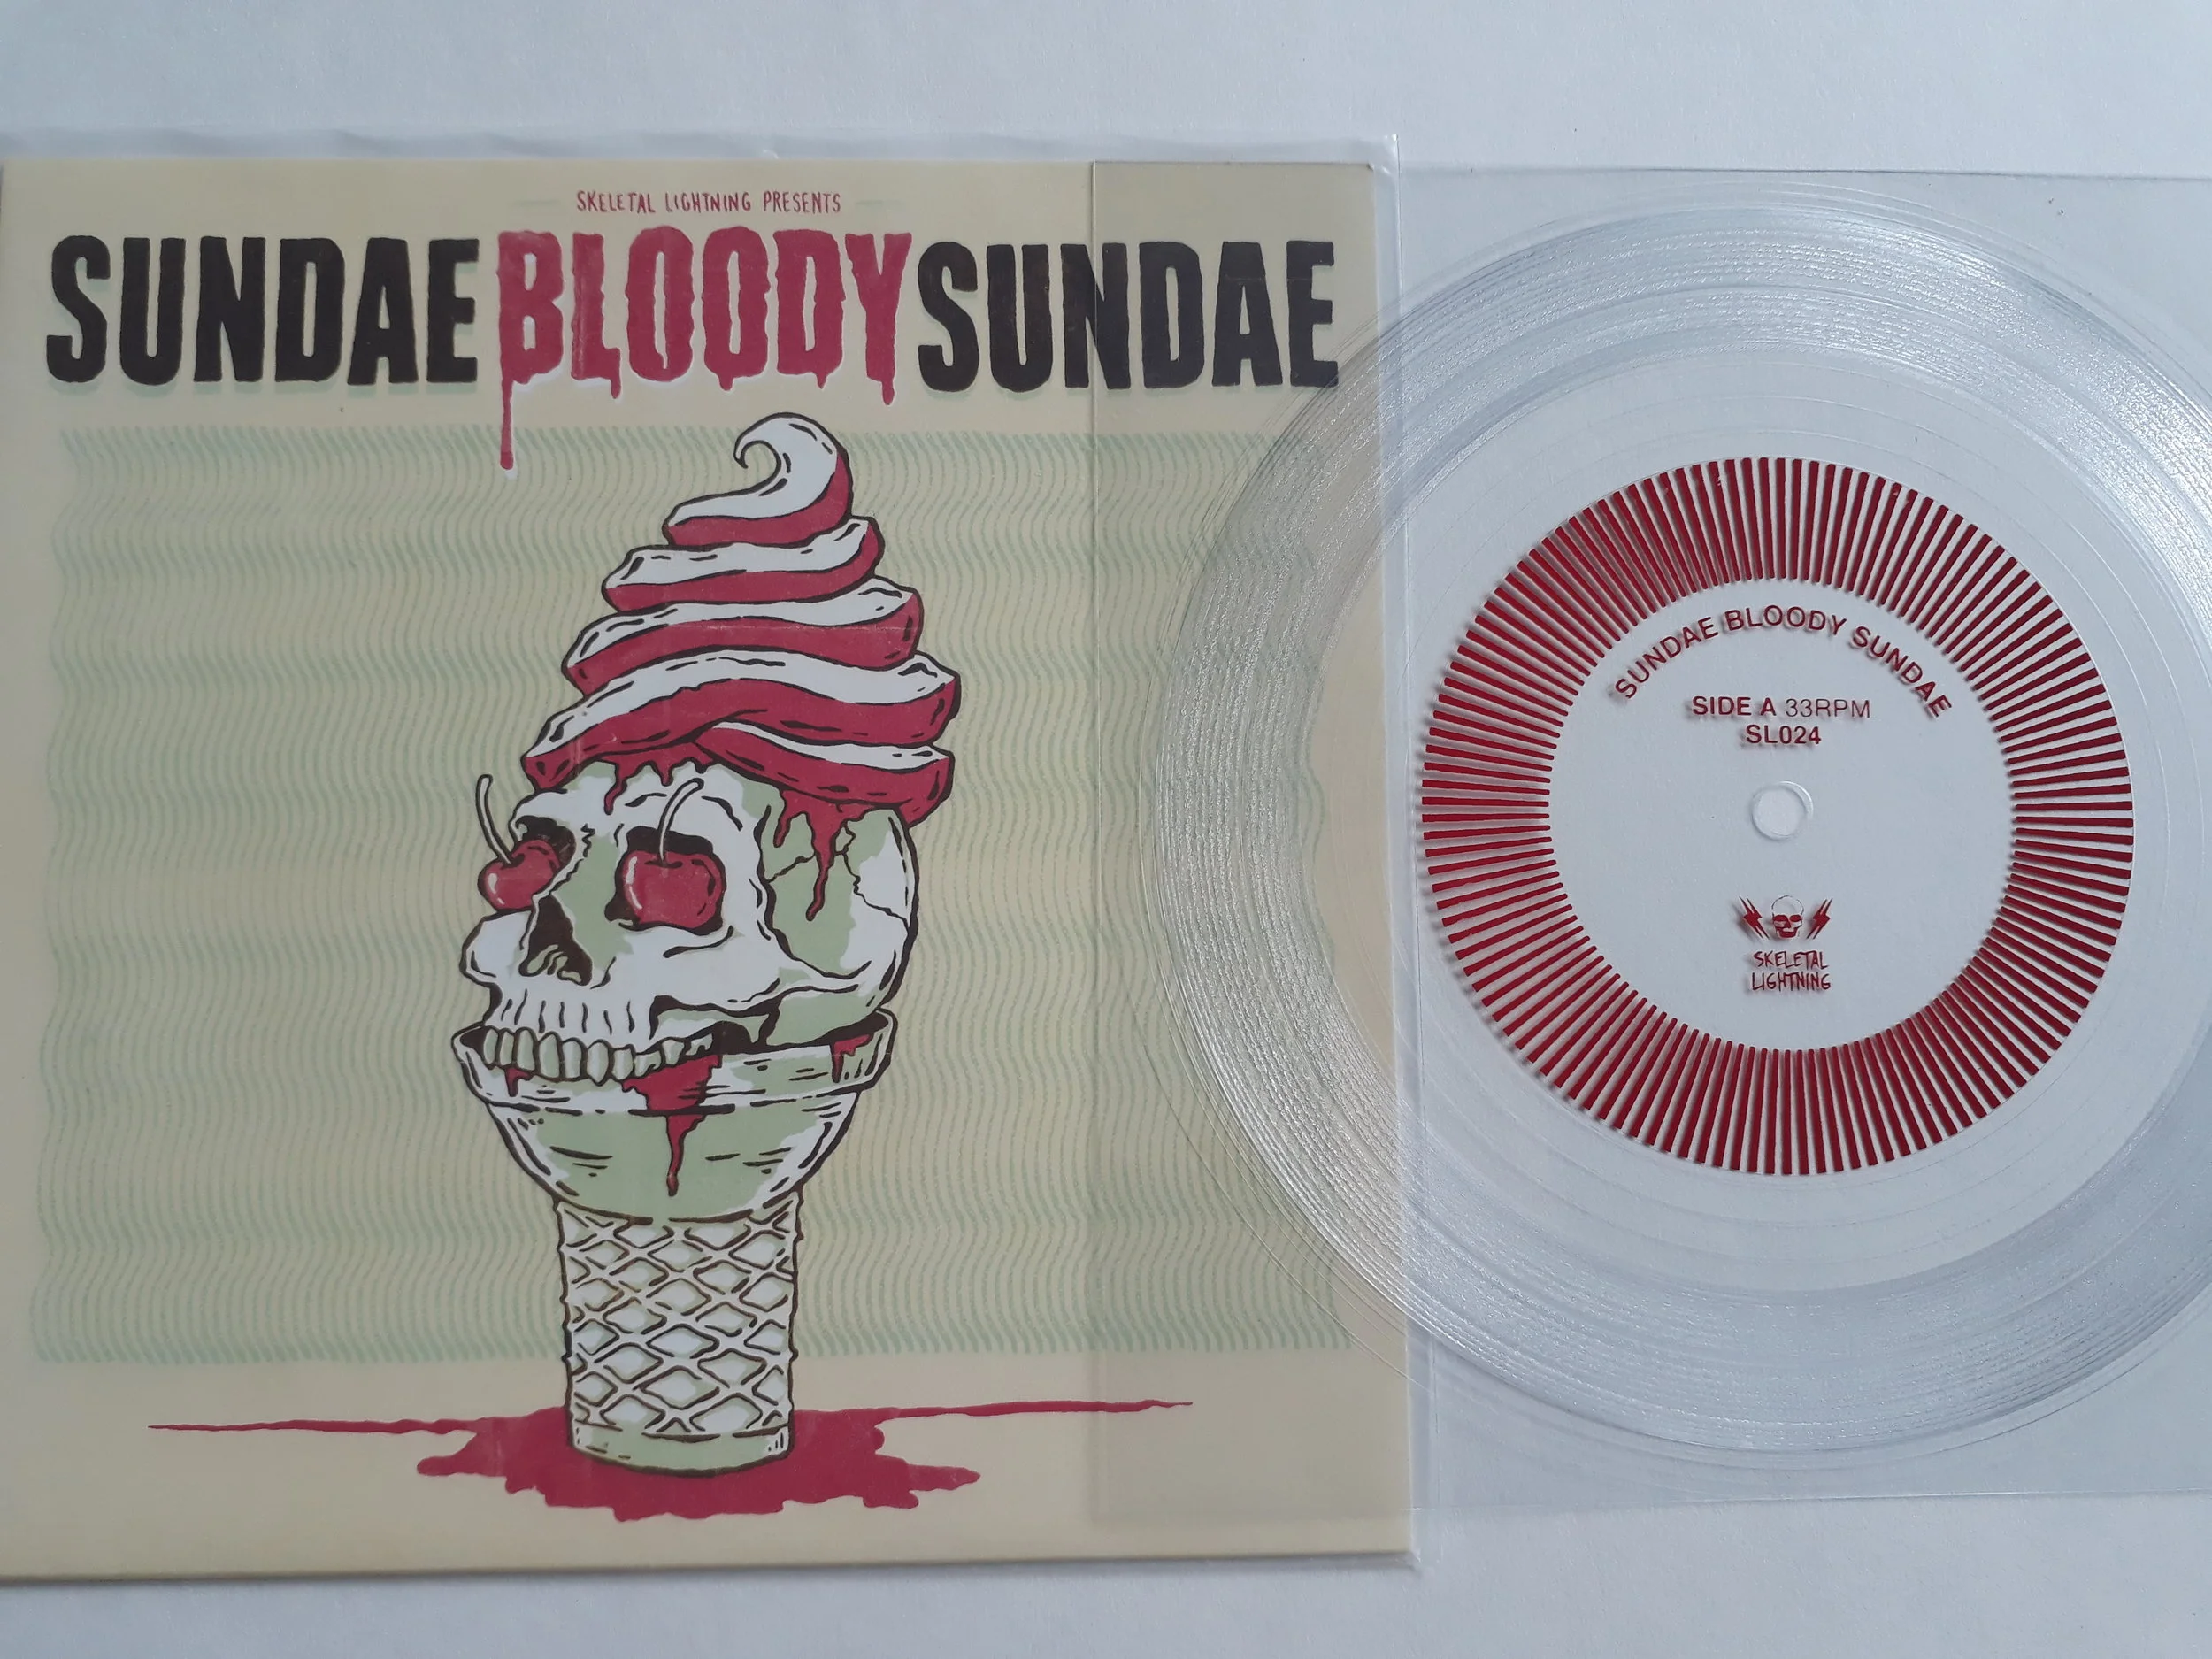 SKELETAL LIGHTNING PRESENTS
SUNDAE BLOODY SUNDAE
SUNDAE BLOODY SUNDAE
SIDE A 33RPM
SL024
SKELETAL
LIGHTNING